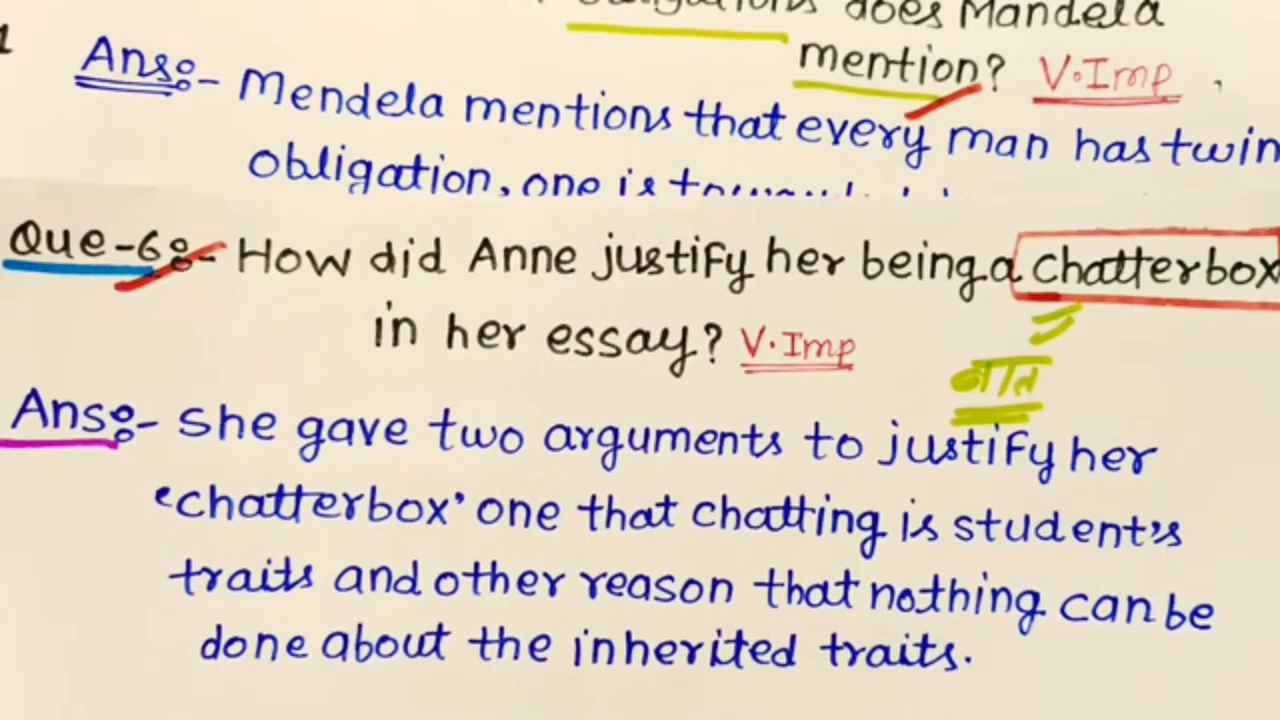 does Mandela
mention? V.Imp
Ans:- Mendela mentions that every man has twin
obligation, one is
Que-6:- How did Anne justify her being a chatterbox
in her essay? V.Imp
Ans:- She gave two arguments to justify her
'chatterbox' one that chatting is student's
traits and other reason that nothing can be
done about the inherited traits.